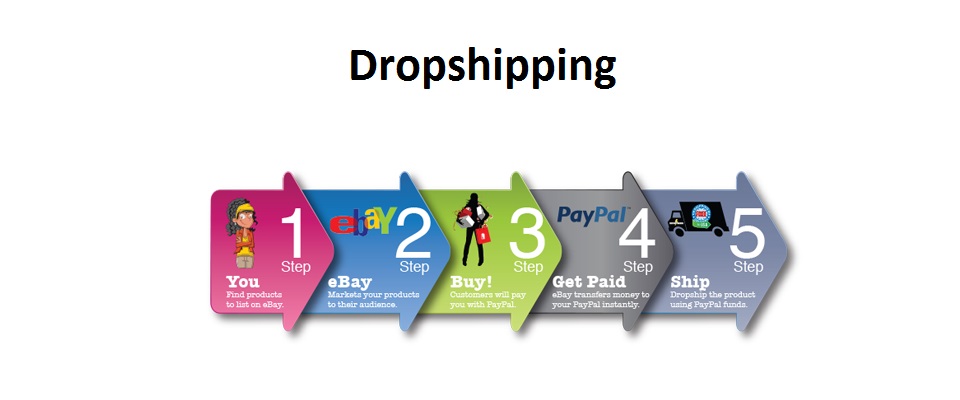 Dropshipping
1
Step
You
Find products
to list on eBay.
ebaY
2
Step
eBay
Markets your products
to their audience.
3
Step
Buy!
Customers will pay
you with PayPal.
PayPal
4
Step
Get Paid
eBay transfers money to
your PayPal instantly.
FREE
5
Step
Ship
Dropship the product
using PayPal funds.